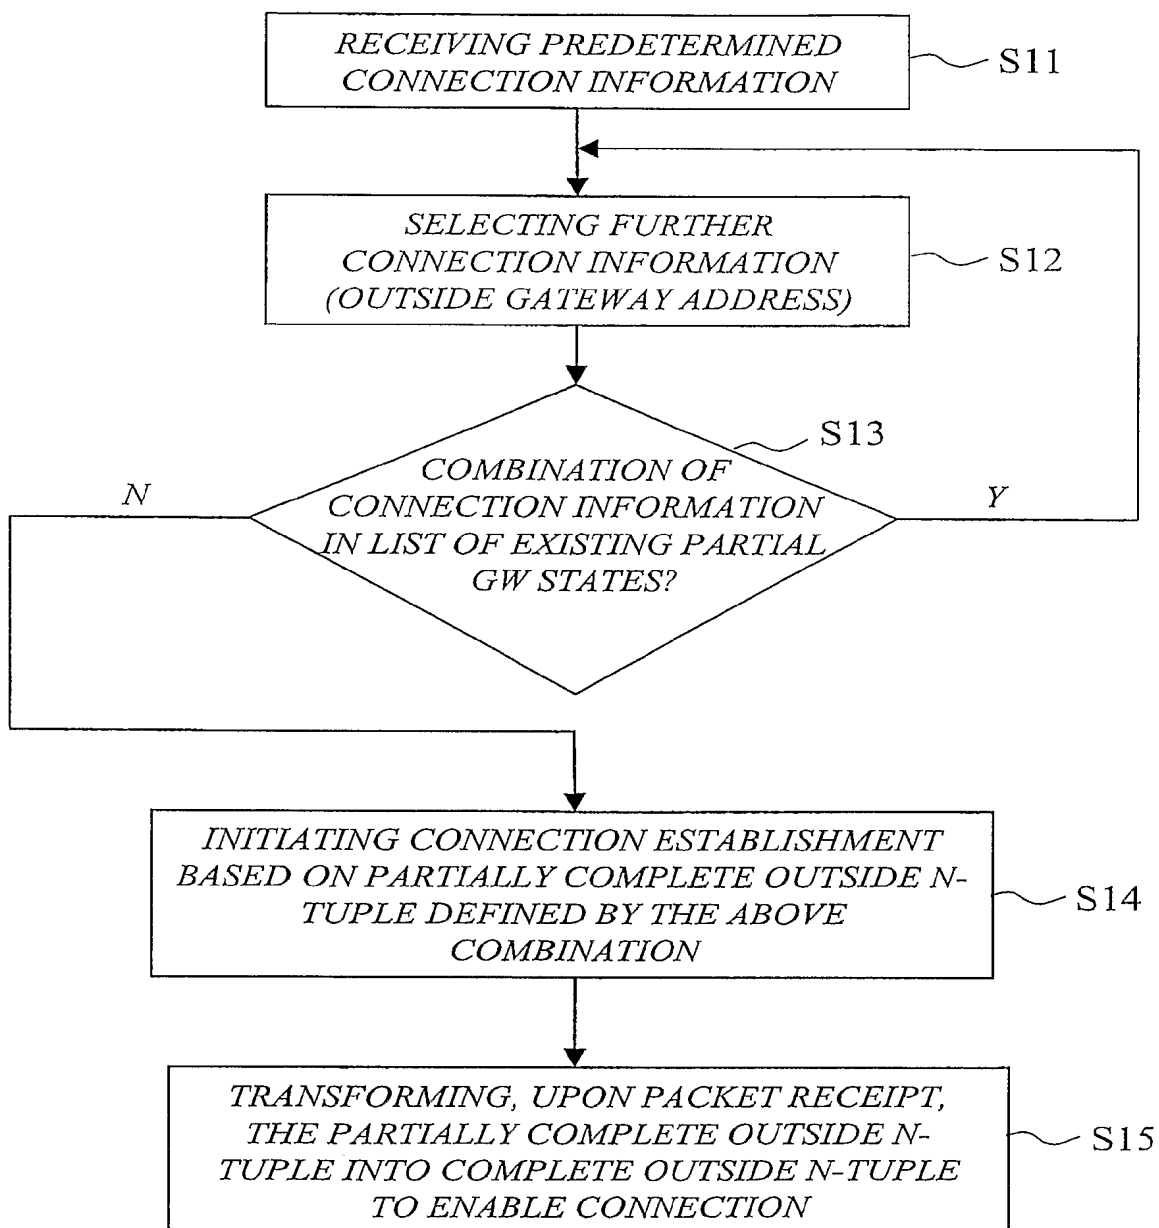 RECEIVING PREDETERMINED
CONNECTION INFORMATION
S11
SELECTING FURTHER
CONNECTION INFORMATION
(OUTSIDE GATEWAY ADDRESS)
S12
S13
COMBINATION OF
CONNECTION INFORMATION
IN LIST OF EXISTING PARTIAL
GW STATES?
N
Y
INITIATING CONNECTION ESTABLISHMENT
BASED ON PARTIALLY COMPLETE OUTSIDE N-
TUPLE DEFINED BY THE ABOVE
COMBINATION
S14
TRANSFORMING, UPON PACKET RECEIPT,
THE PARTIALLY COMPLETE OUTSIDE N-
TUPLE INTO COMPLETE OUTSIDE N-TUPLE
TO ENABLE CONNECTION
S15